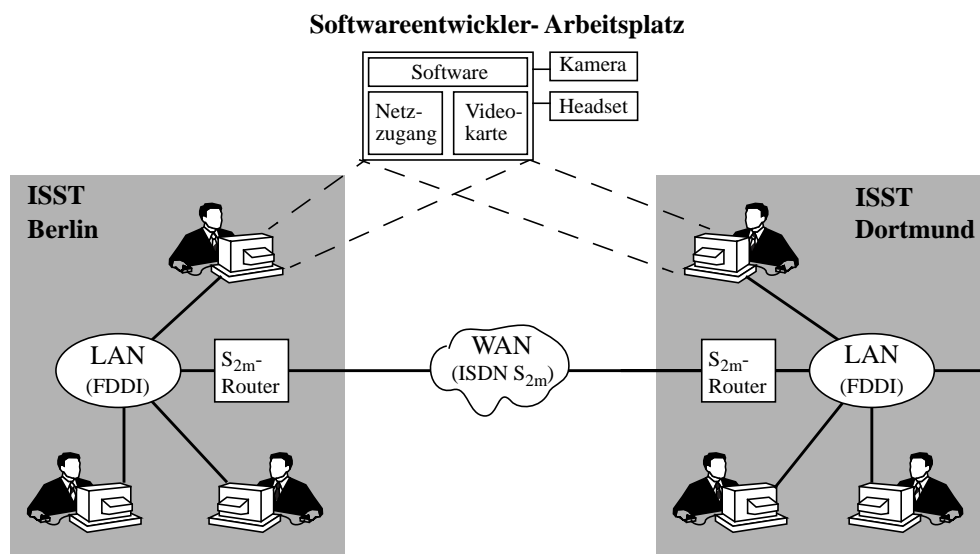 Softwareentwickler- Arbeitsplatz
Software
Kamera
Netz-
zugang
Video-
karte
Headset
ISST
Berlin
ISST
Dortmund
LAN
(FDDI)
S2m-
Router
WAN
(ISDN S2m)
S2m-
Router
LAN
(FDDI)